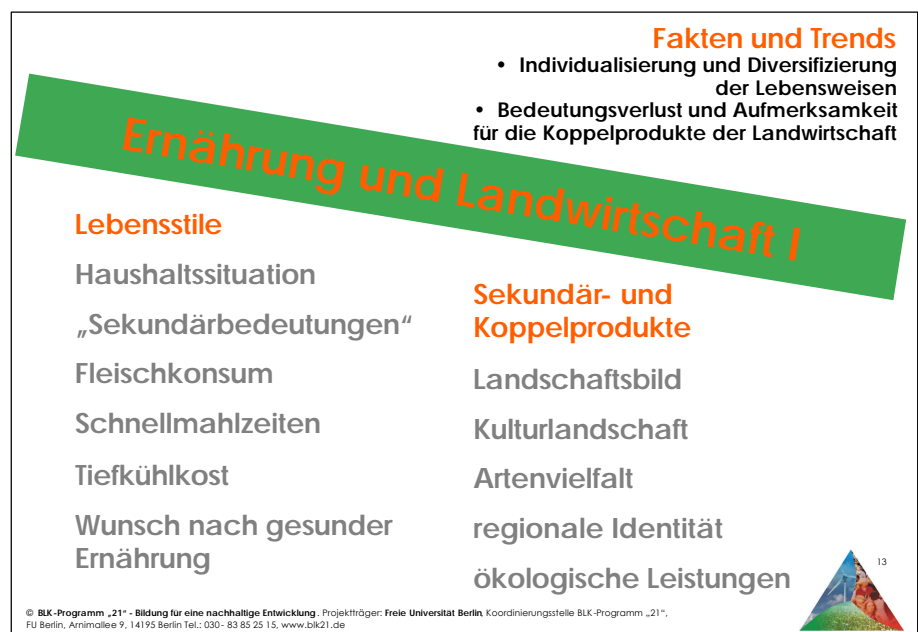 Fakten und Trends
• Individualisierung und Diversifizierung
der Lebensweisen
• Bedeutungsverlust und Aufmerksamkeit
für die Koppelprodukte der Landwirtschaft
Ernährung und Landwirtschaft I
Lebensstile
Haushaltssituation
„Sekundärbedeutungen“
Fleischkonsum
Schnellmahlzeiten
Tiefkühlkost
Wunsch nach gesunder
Ernährung
Sekundär- und
Koppelprodukte
Landschaftsbild
Kulturlandschaft
Artenvielfalt
regionale Identität
ökologische Leistungen
13
© BLK-Programm „21“ - Bildung für eine nachhaltige Entwicklung. Projektträger: Freie Universität Berlin, Koordinierungsstelle BLK-Programm „21“,
FU Berlin, Arnimallee 9, 14195 Berlin Tel.: 030 - 83 85 25 15, www.blk21.de